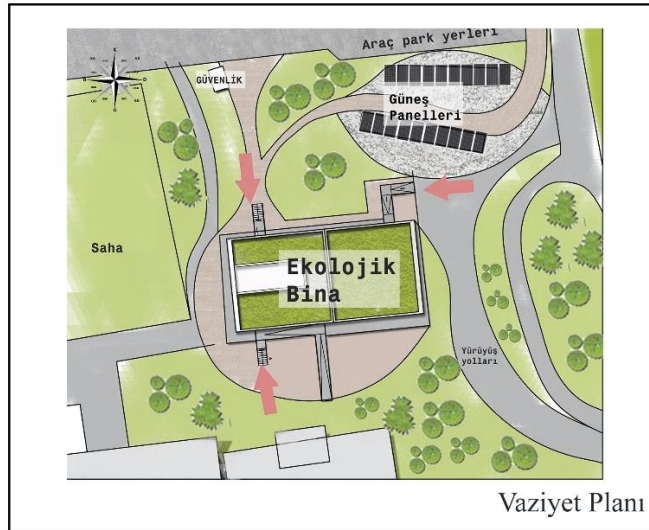 Araç park yerleri
GÜVENLİK
Güneş
Panelleri
Saha
Ekolojik
Bina
Yürüyüş
yolları
Vaziyet Planı